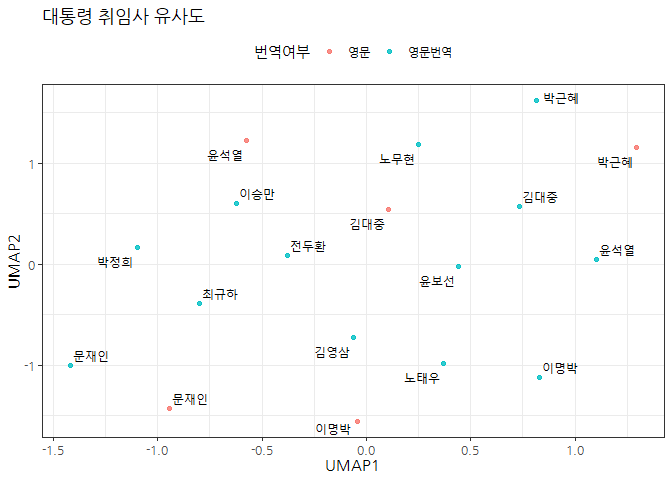 대통령 취임사 유사도
번역여부 영문 영문번역
박근혜
윤석열
노무현
박근혜
이승만
김대중
김대중
전두환
윤석열
박정희
윤보선
최규하
김영삼
문재인
노태우
이명박
문재인
이명박
1
0
-1
UMAP2
-1.5 -1.0 -0.5 0.0 0.5 1.0
UMAP1